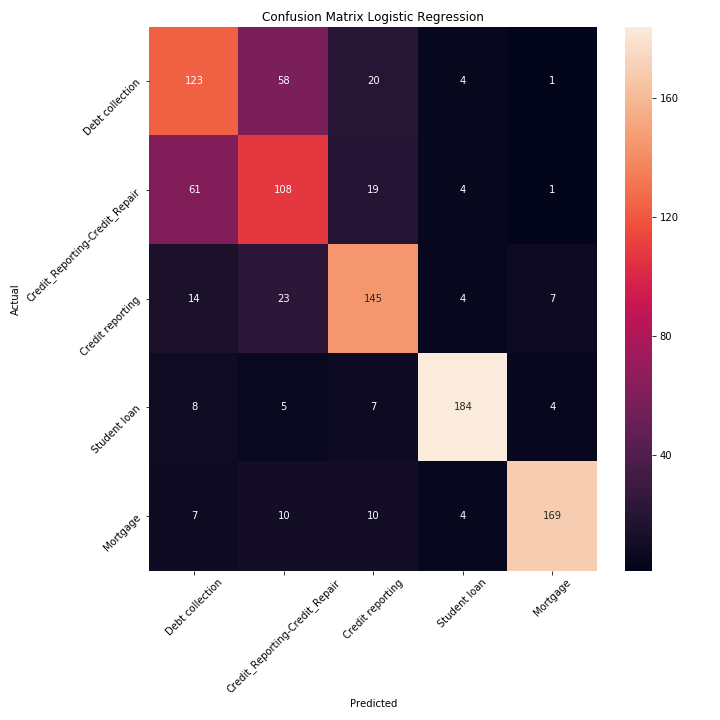 Confusion Matrix Logistic Regression
Actual
Debt collection
123 58 20 4 1
Credit_Reporting-Credit_Repair
61 108 19 4 1
Credit reporting
14 23 145 4 7
Student loan
8 5 7 184 4
Mortgage
7 10 10 4 169
Debt collection
Credit_Reporting-Credit_Repair
Credit reporting
Student loan
Mortgage
Predicted
160
120
80
40